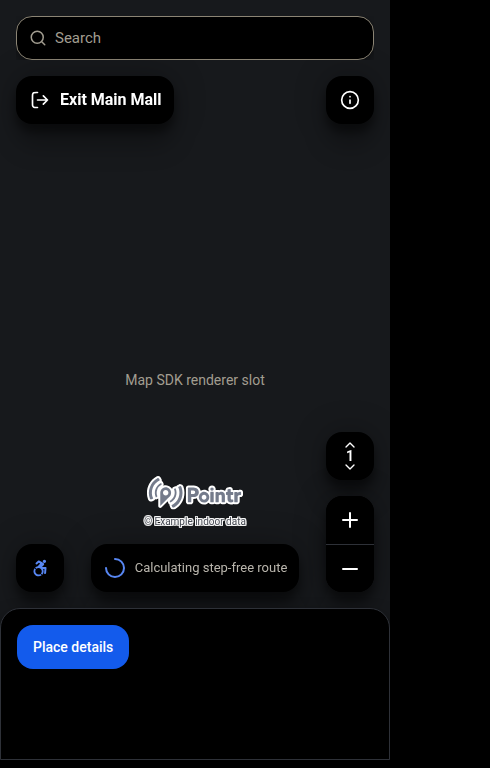 Search
Exit Main Mall
Map SDK renderer slot
1
Pointr
© Example indoor data
Calculating step-free route
Place details